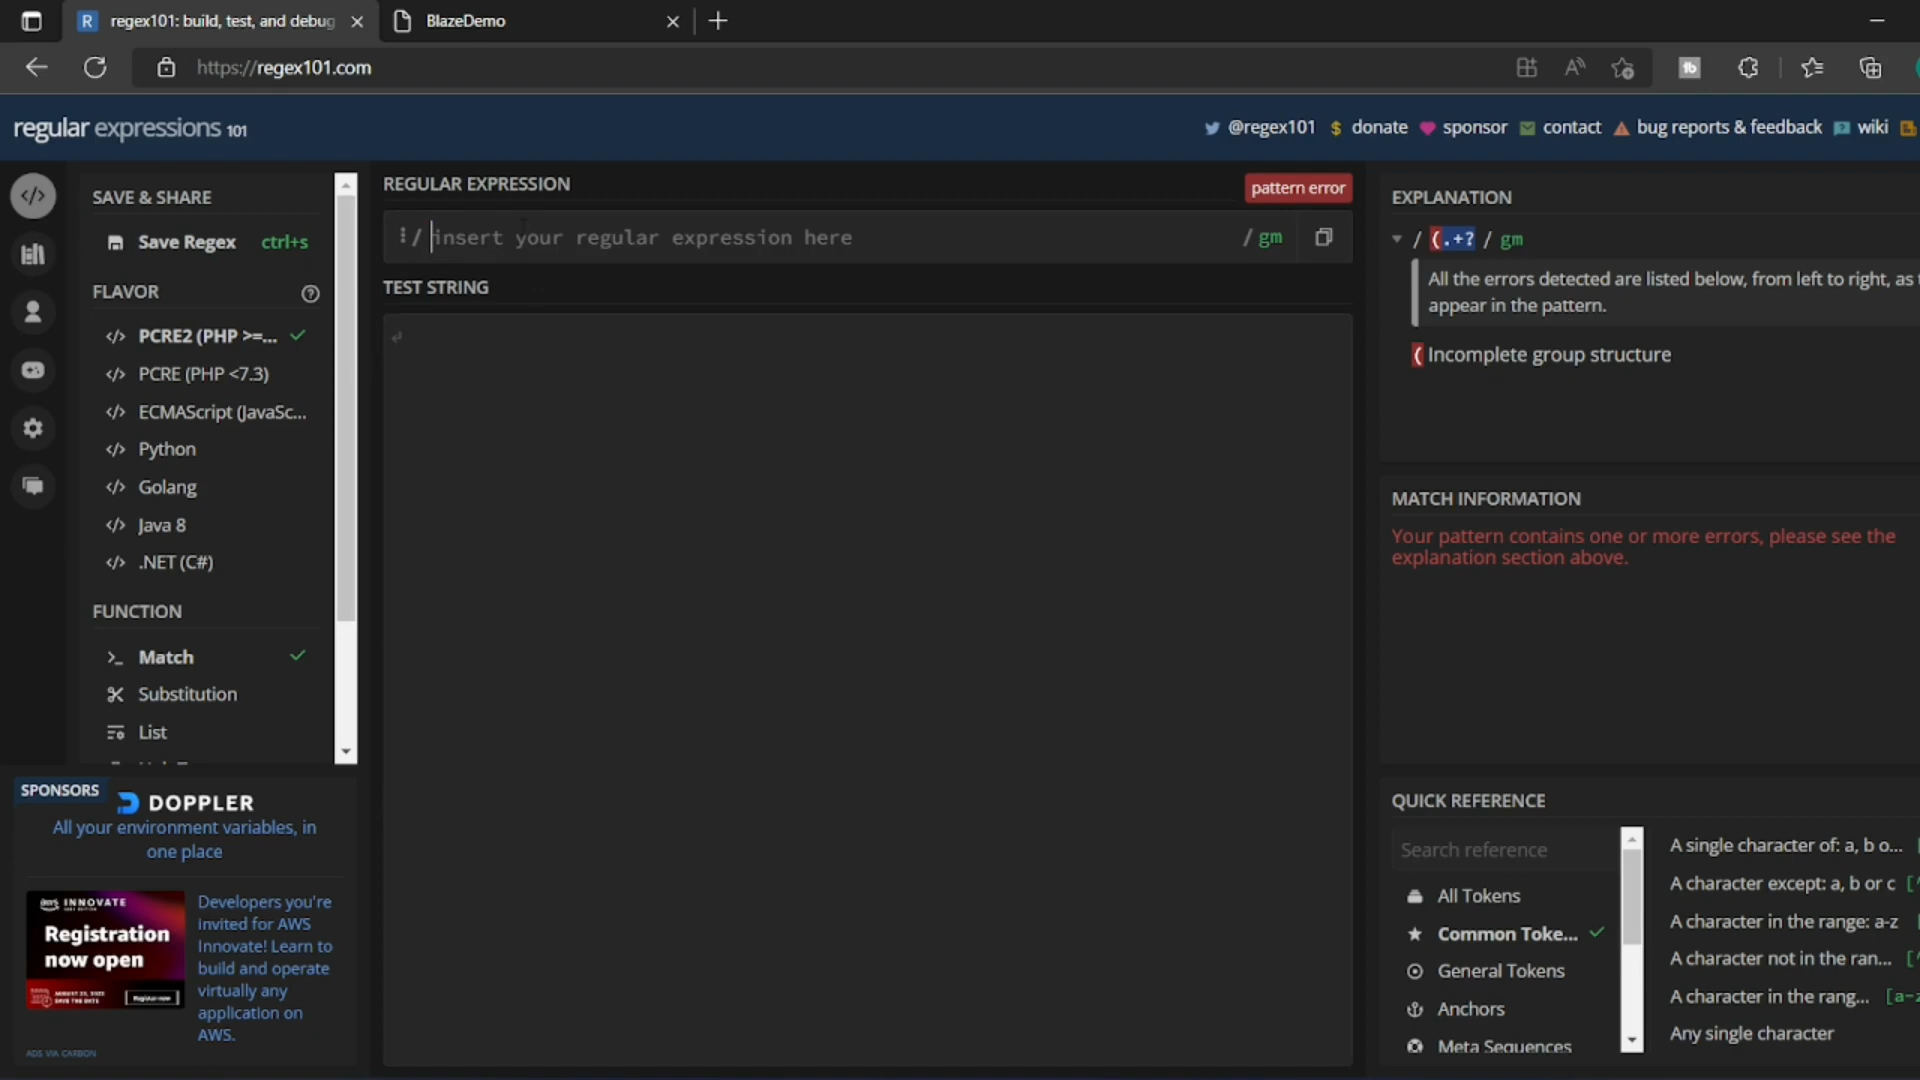 regex101: build, test, and debug
BlazeDemo
https://regex101.com
regular expressions 101
@regex101
$ donate
sponsor
contact
bug reports & feedback
wiki
SAVE & SHARE
Save Regex ctrl+s
FLAVOR
</> PCRE2 (PHP >=...
</> PCRE (PHP <7.3)
</> ECMAScript (JavaSc...
</> Python
</> Golang
</> Java 8
</> .NET (C#)
FUNCTION
>_ Match
Substitution
List
SPONSORS
DOPPLER
All your environment variables, in
one place
INNOVATE
Registration
now open
Developers you're
invited for AWS
Innovate! Learn to
build and operate
virtually any
application on
AWS.
ADS VIA CARBON
REGULAR EXPRESSION
pattern error
/ insert your regular expression here / gm
TEST STRING
EXPLANATION
/ (.+? / gm
All the errors detected are listed below, from left to right, as t
appear in the pattern.
( Incomplete group structure
MATCH INFORMATION
Your pattern contains one or more errors, please see the
explanation section above.
QUICK REFERENCE
Search reference
All Tokens
Common Toke...
General Tokens
Anchors
Meta Sequences
A single character of: a, b o...
A character except: a, b or c [^
A character in the range: a-z
A character not in the ran... [^
A character in the rang... [a-z
Any single character